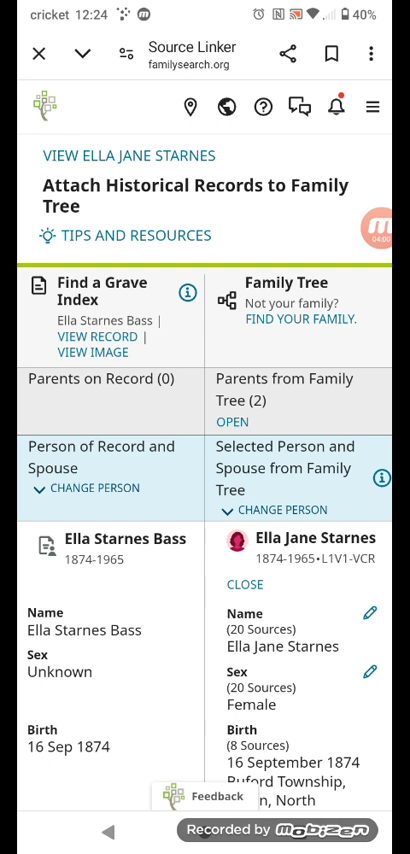 cricket 12:24
40%
Source Linker
familysearch.org
VIEW ELLA JANE STARNES
Attach Historical Records to Family
Tree
TIPS AND RESOURCES
04:00
Find a Grave
Index
Ella Starnes Bass |
VIEW RECORD |
VIEW IMAGE
Family Tree
Not your family?
FIND YOUR FAMILY.
Parents on Record (0)
Parents from Family
Tree (2)
OPEN
Person of Record and
Spouse
CHANGE PERSON
Selected Person and
Spouse from Family
Tree
CHANGE PERSON
Ella Starnes Bass
1874-1965
Ella Jane Starnes
1874-1965•L1V1-VCR
CLOSE
Name
Ella Starnes Bass
Name
(20 Sources)
Ella Jane Starnes
Sex
Unknown
Sex
(20 Sources)
Female
Birth
16 Sep 1874
Birth
(8 Sources)
16 September 1874
Buford Township,
n, North
Feedback
Recorded by mobizen